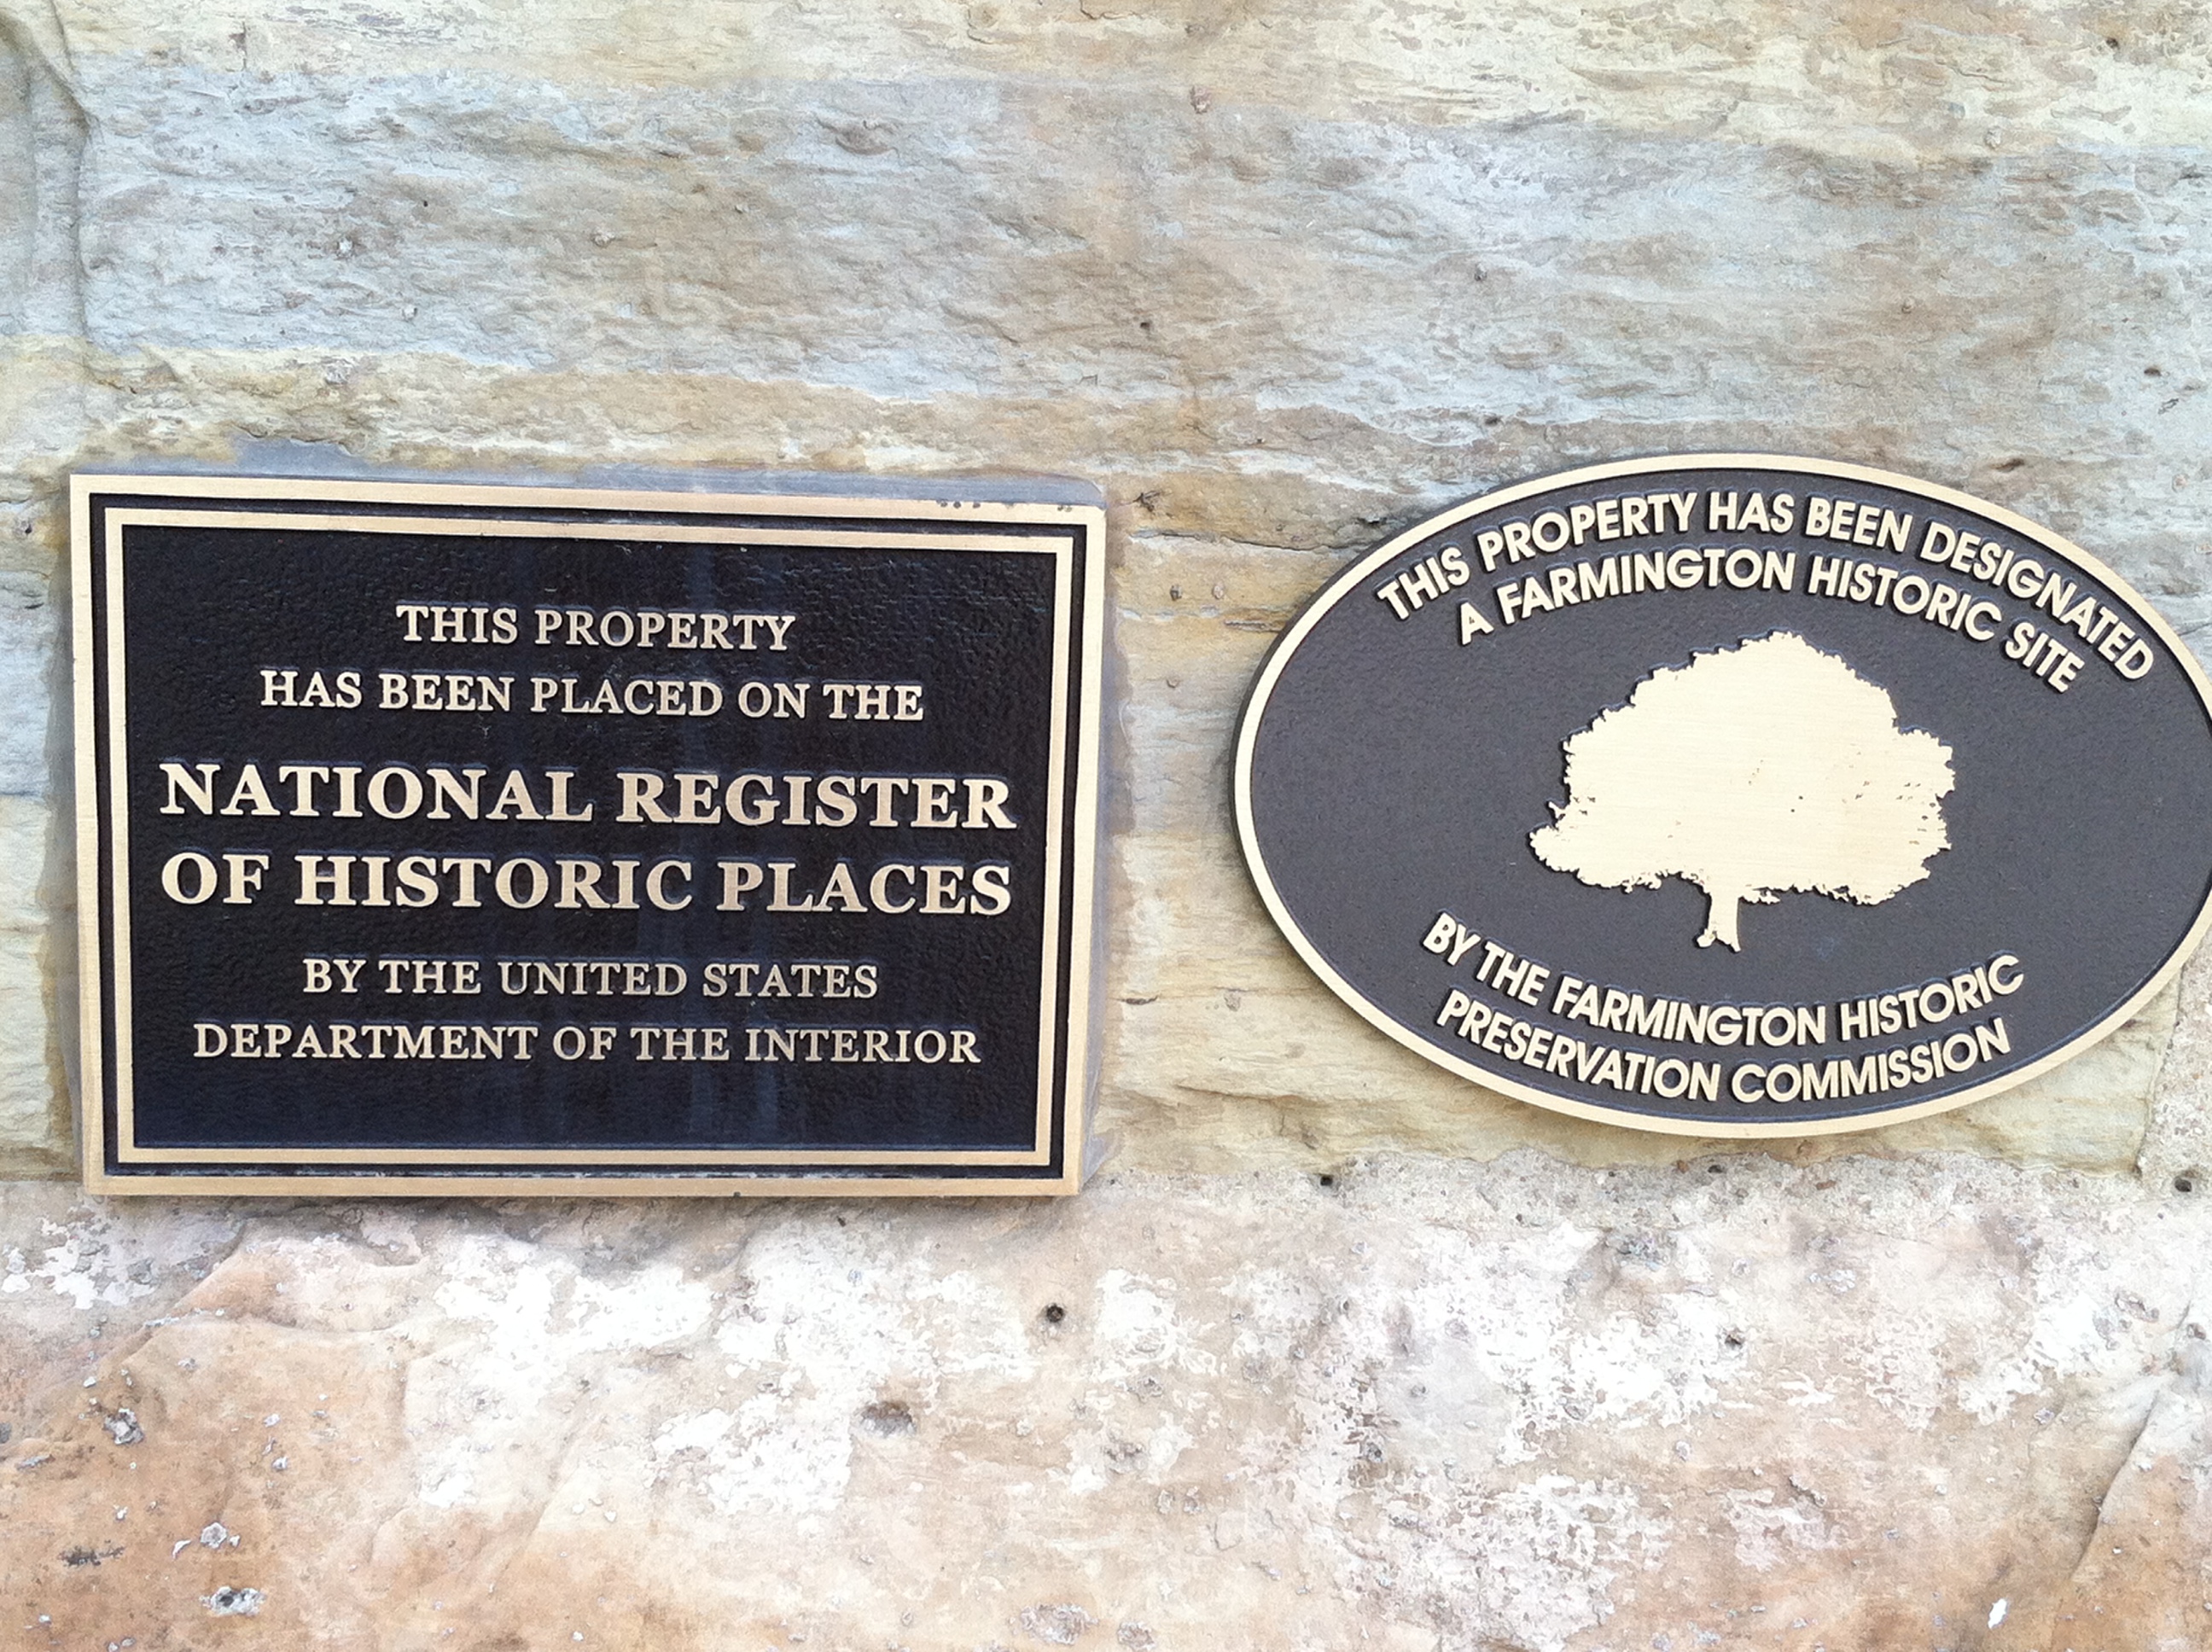 THIS PROPERTY
HAS BEEN PLACED ON THE
NATIONAL REGISTER
OF HISTORIC PLACES
BY THE UNITED STATES
DEPARTMENT OF THE INTERIOR
THIS PROPERTY HAS BEEN DESIGNATED
A FARMINGTON HISTORIC SITE
BY THE FARMINGTON HISTORIC
PRESERVATION COMMISSION